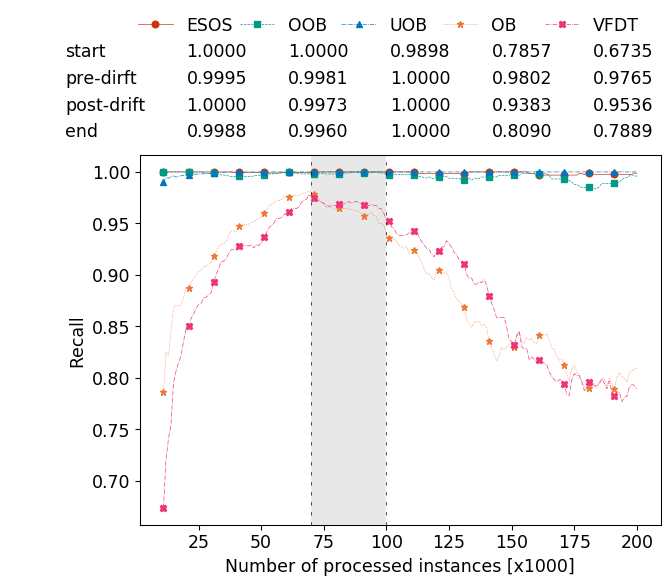 ESOS OOB UOB OB VFDT
start 1.0000 1.0000 0.9898 0.7857 0.6735
pre-dirft 0.9995 0.9981 1.0000 0.9802 0.9765
post-drift 1.0000 0.9973 1.0000 0.9383 0.9536
end 0.9988 0.9960 1.0000 0.8090 0.7889
1.00
0.95
0.90
0.85
0.80
0.75
0.70
Recall
25 50 75 100 125 150 175 200
Number of processed instances [x1000]